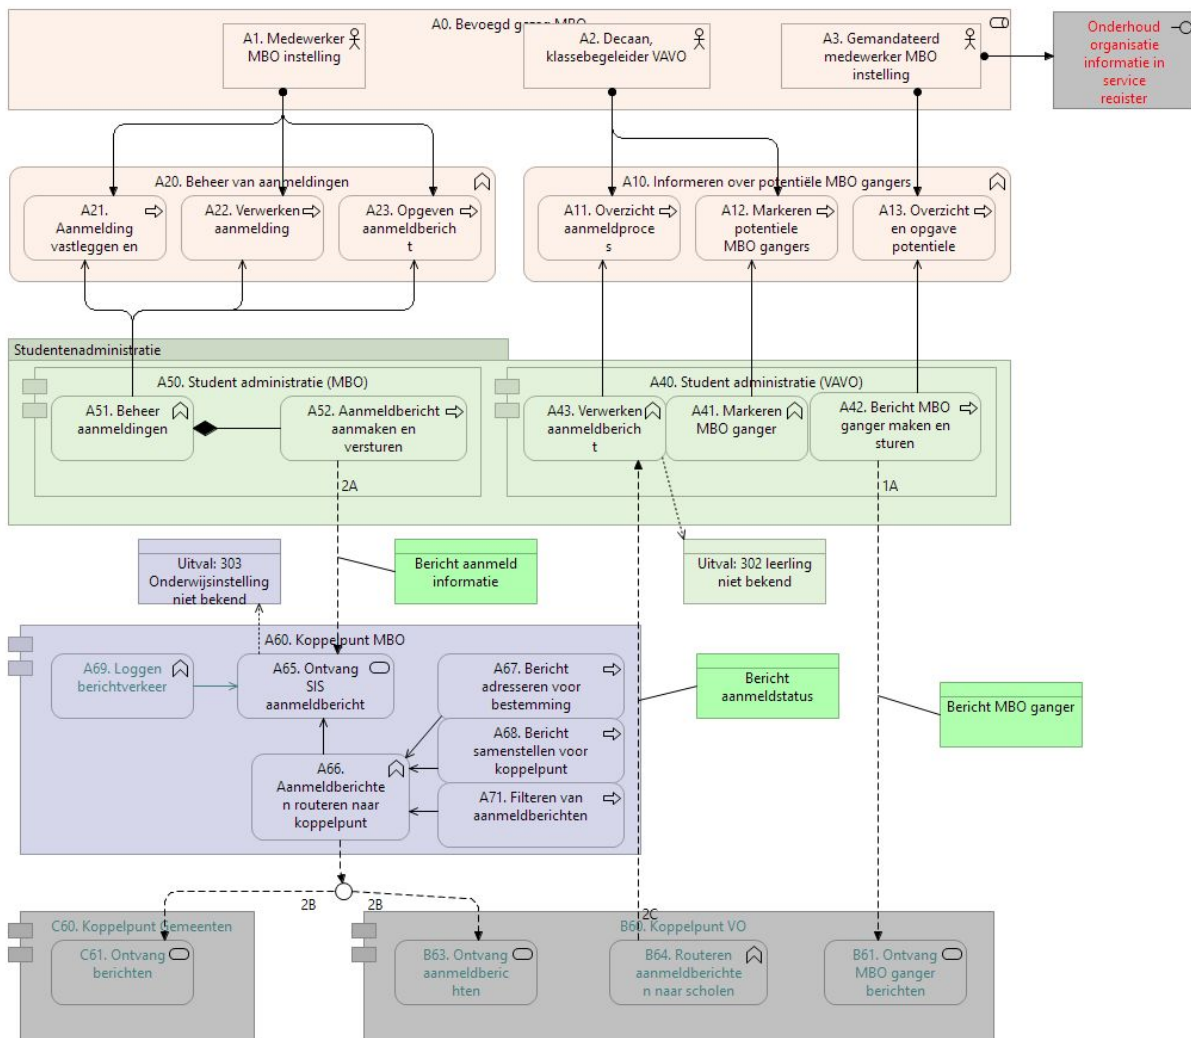 A0. Bevoegd gezag MBO
A1. Medewerker
MBO instelling
A2. Decaan,
klassebegeleider VAVO
A3. Gemandateerd
medewerker MBO
instelling
Onderhoud
organisatie
informatie in
service
register
A20. Beheer van aanmeldingen
A21.
Aanmelding
vastleggen en
A22. Verwerken
aanmelding
A23. Opgeven
aanmeldberich
t
A10. Informeren over potentiële MBO gangers
A11. Overzicht
aanmeldproces
s
A12. Markeren
potentiele
MBO gangers
A13. Overzicht
en opgave
potentiele
Studentenadministratie
A50. Student administratie (MBO)
A51. Beheer
aanmeldingen
A52. Aanmeldbericht
aanmaken en
versturen
2A
A40. Student administratie (VAVO)
A43. Verwerken
aanmeldberich
t
A41. Markeren
MBO ganger
A42. Bericht MBO
ganger maken en
sturen
1A
Uitval: 303
Onderwijsinstelling
niet bekend
Bericht aanmeld
informatie
Uitval: 302 leerling
niet bekend
A60. Koppelpunt MBO
A69. Loggen
berichtverkeer
A65. Ontvang
SIS
aanmeldbericht
A67. Bericht
adresseren voor
bestemming
A68. Bericht
samenstellen voor
koppelpunt
A66.
Aanmeldberichte
n routeren naar
koppelpunt
A71. Filteren van
aanmeldberichten
Bericht
aanmeldstatus
Bericht MBO ganger
2B
2B
2C
C60. Koppelpunt Gemeenten
C61. Ontvang
berichten
B60. Koppelpunt VO
B63. Ontvang
aanmeldberic
hten
B64. Routeren
aanmeldberichte
n naar scholen
B61. Ontvang
MBO ganger
berichten